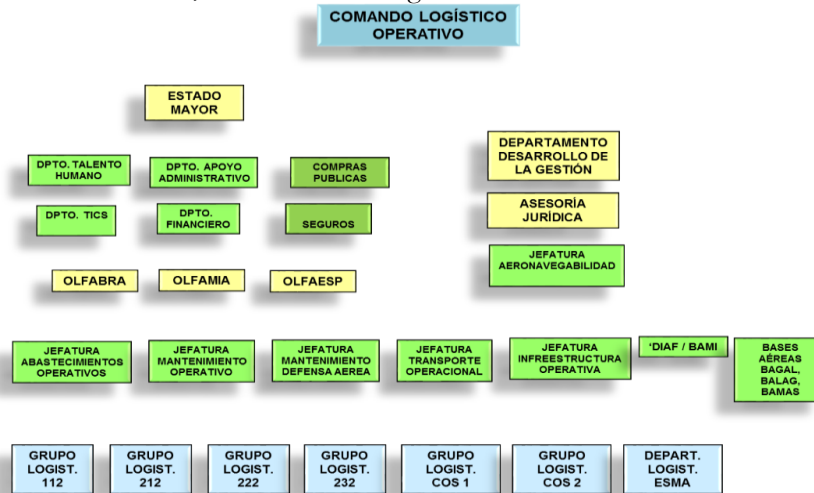 COMANDO LOGÍSTICO
OPERATIVO
ESTADO
MAYOR
DPTO. TALENTO
HUMANO
DPTO. APOYO
ADMINISTRATIVO
COMPRAS
PUBLICAS
DEPARTAMENTO
DESARROLLO DE
LA GESTIÓN
DPTO. TICS
DPTO.
FINANCIERO
SEGUROS
ASESORÍA
JURÍDICA
JEFATURA
AERONAVEGABILIDAD
OLFABRA
OLFAMIA
OLFAESP
JEFATURA
ABASTECIMIENTOS
OPERATIVOS
JEFATURA
MANTENIMIENTO
OPERATIVO
JEFATURA
MANTENIMIENTO
DEFENSA AEREA
JEFATURA
TRANSPORTE
OPERACIONAL
JEFATURA
INFREESTRUCTURA
OPERATIVA
'DIAF / BAMI
BASES
AÉREAS
BAGAL,
BALAG,
BAMAS
GRUPO
LOGIST.
112
GRUPO
LOGIST.
212
GRUPO
LOGIST.
222
GRUPO
LOGIST.
232
GRUPO
LOGIST.
COS 1
GRUPO
LOGIST.
COS 2
DEPART.
LOGIST.
ESMA